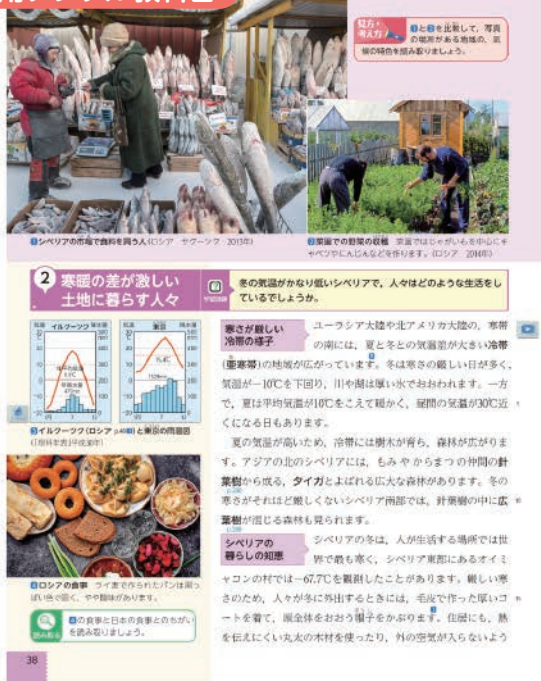 見方・考え方
1と2を比較して，写真
の場所がある地域の，気
候の特色を読み取りましょう。
1シベリアの市場で食料を買う人(ロシア
2013年)
2菜園での野菜の収穫 菜園ではじゃがいもを中心にキ
ャベツやにんじんなどを作ります。(ロシア
2 寒暖の差が激しい
土地に暮らす人々
学習課題
冬の気温がかなり低いシベリアで，人々はどのような生活をし
ているでしょうか。
寒さが厳しい
冷帯の様子
ユーラシア大陸や北アメリカ大陸の，寒帯
の南には，夏と冬との気温差が大きい冷帯
(亜寒帯)の地域が広がっています。冬は寒さの厳しい日が多く，
気温が－10℃を下回り，川や湖は厚い氷でおおわれます。一方
で，夏は平均気温が10℃をこえて暖かく，昼間の気温が30℃近
くになる日もあります。
夏の気温が高いため，冷帯には樹木が育ち，森林が広がりま
す。アジアの北のシベリアには，もみやからまつの仲間の針
葉樹から成る，タイガとよばれる広大な森林があります。冬の
寒さがそれほど厳しくないシベリア南部では，針葉樹の中に広
葉樹が混じる森林も見られます。
シベリアの
暮らしの知恵
シベリアの冬は，人が生活する場所では世
界で最も寒く，シベリア東部にあるオイミ
ャコンの村では－67.7℃を観測したことがあります。厳しい寒
さのため，人々が冬に外出するときには，毛皮で作った厚いコ
ートを着て，頭全体をおおう帽子をかぶります。住居にも，熱
を伝えにくい丸太の木材を使ったり，外の空気が入らないよう
気温 イルクーツク 降水量
気温 東京 降水量
3イルクーツク(ロシア
と東京の雨温図
4ロシアの食事 ライ麦で作られたパンは黒っ
ぽい色で固く，やや酸味があります。
読み取る
4の食事と日本の食事とのちがい
を読み取りましょう。
38